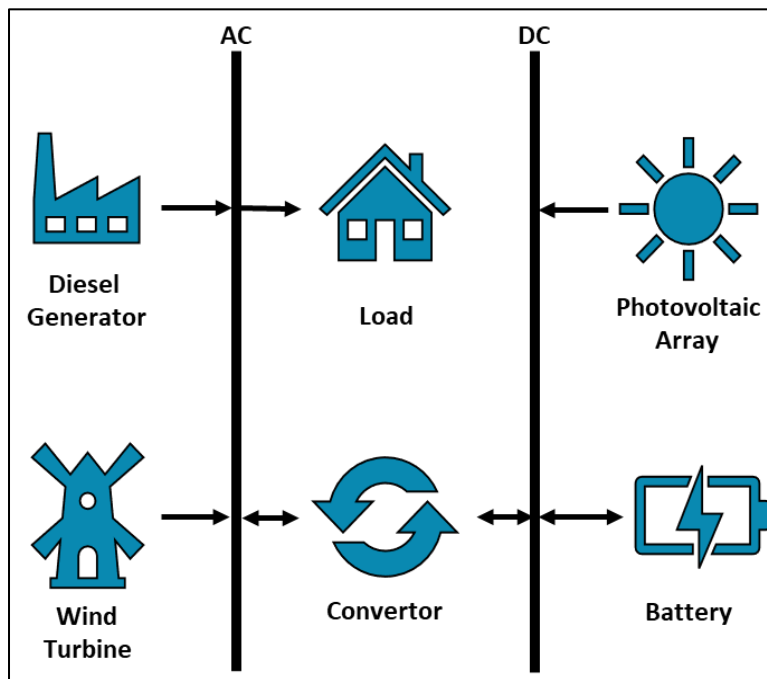 AC
DC
Diesel
Generator
Load
Photovoltaic
Array
Wind
Turbine
Convertor
Battery